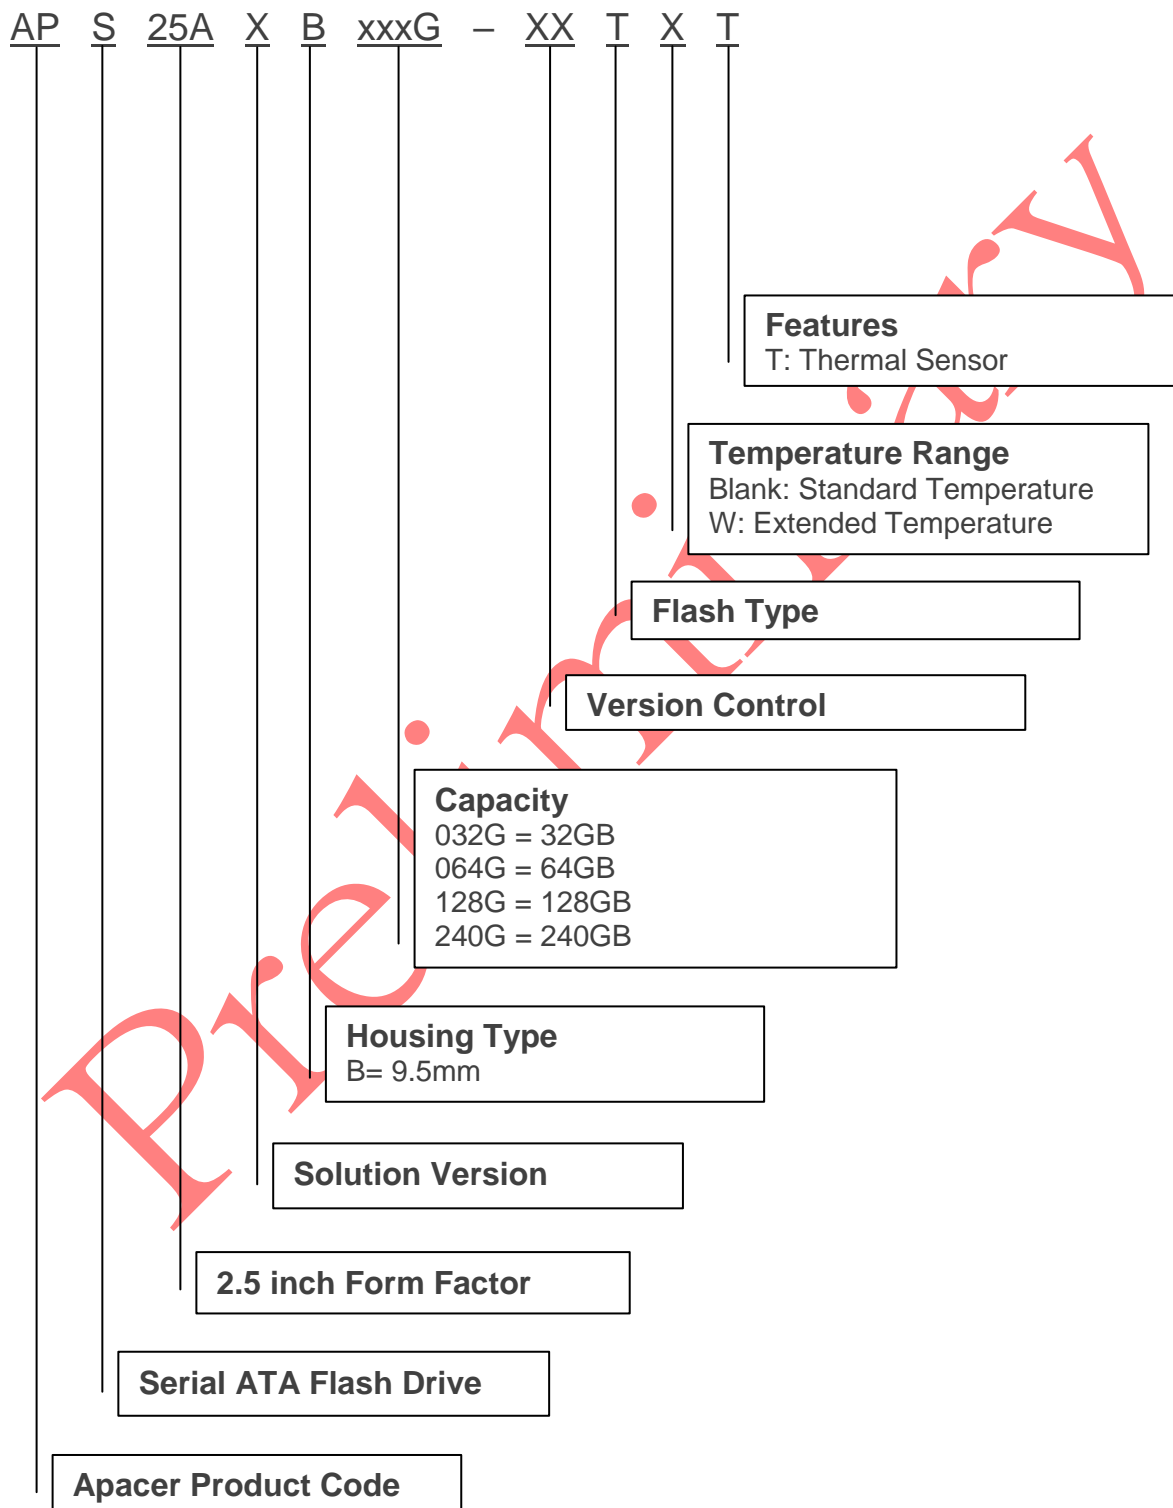 AP S 25A X B xxxG – XX T X T
Features
T: Thermal Sensor
Temperature Range
Blank: Standard Temperature
W: Extended Temperature
Flash Type
Version Control
Capacity
032G = 32GB
064G = 64GB
128G = 128GB
240G = 240GB
Housing Type
B= 9.5mm
Solution Version
2.5 inch Form Factor
Serial ATA Flash Drive
Apacer Product Code
Preliminary